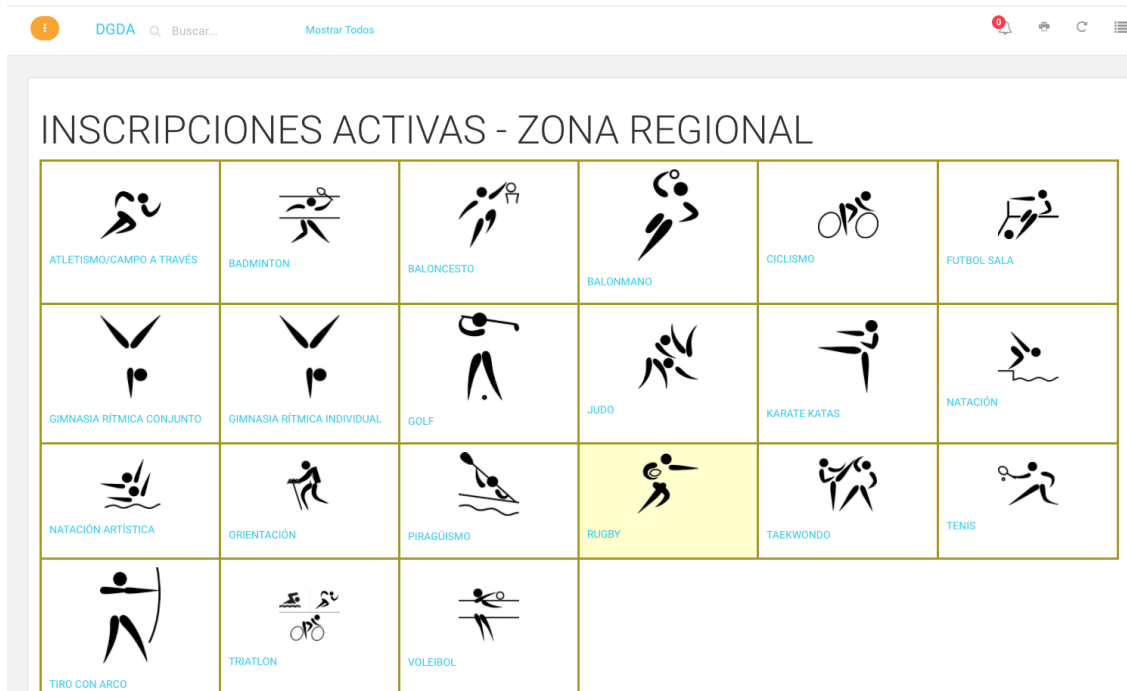 DGDA Buscar... Mostrar Todos 0
INSCRIPCIONES ACTIVAS - ZONA REGIONAL
ATLETISMO/CAMPO A TRAVÉS
BADMINTON
BALONCESTO
BALONMANO
CICLISMO
FUTBOL SALA
GIMNASIA RÍTMICA CONJUNTO
GIMNASIA RÍTMICA INDIVIDUAL
GOLF
JUDO
KARATE KATAS
NATACIÓN
NATACIÓN ARTÍSTICA
ORIENTACIÓN
PIRAGÜISMO
RUGBY
TAEKWONDO
TENIS
TIRO CON ARCO
TRIATLON
VOLEIBOL